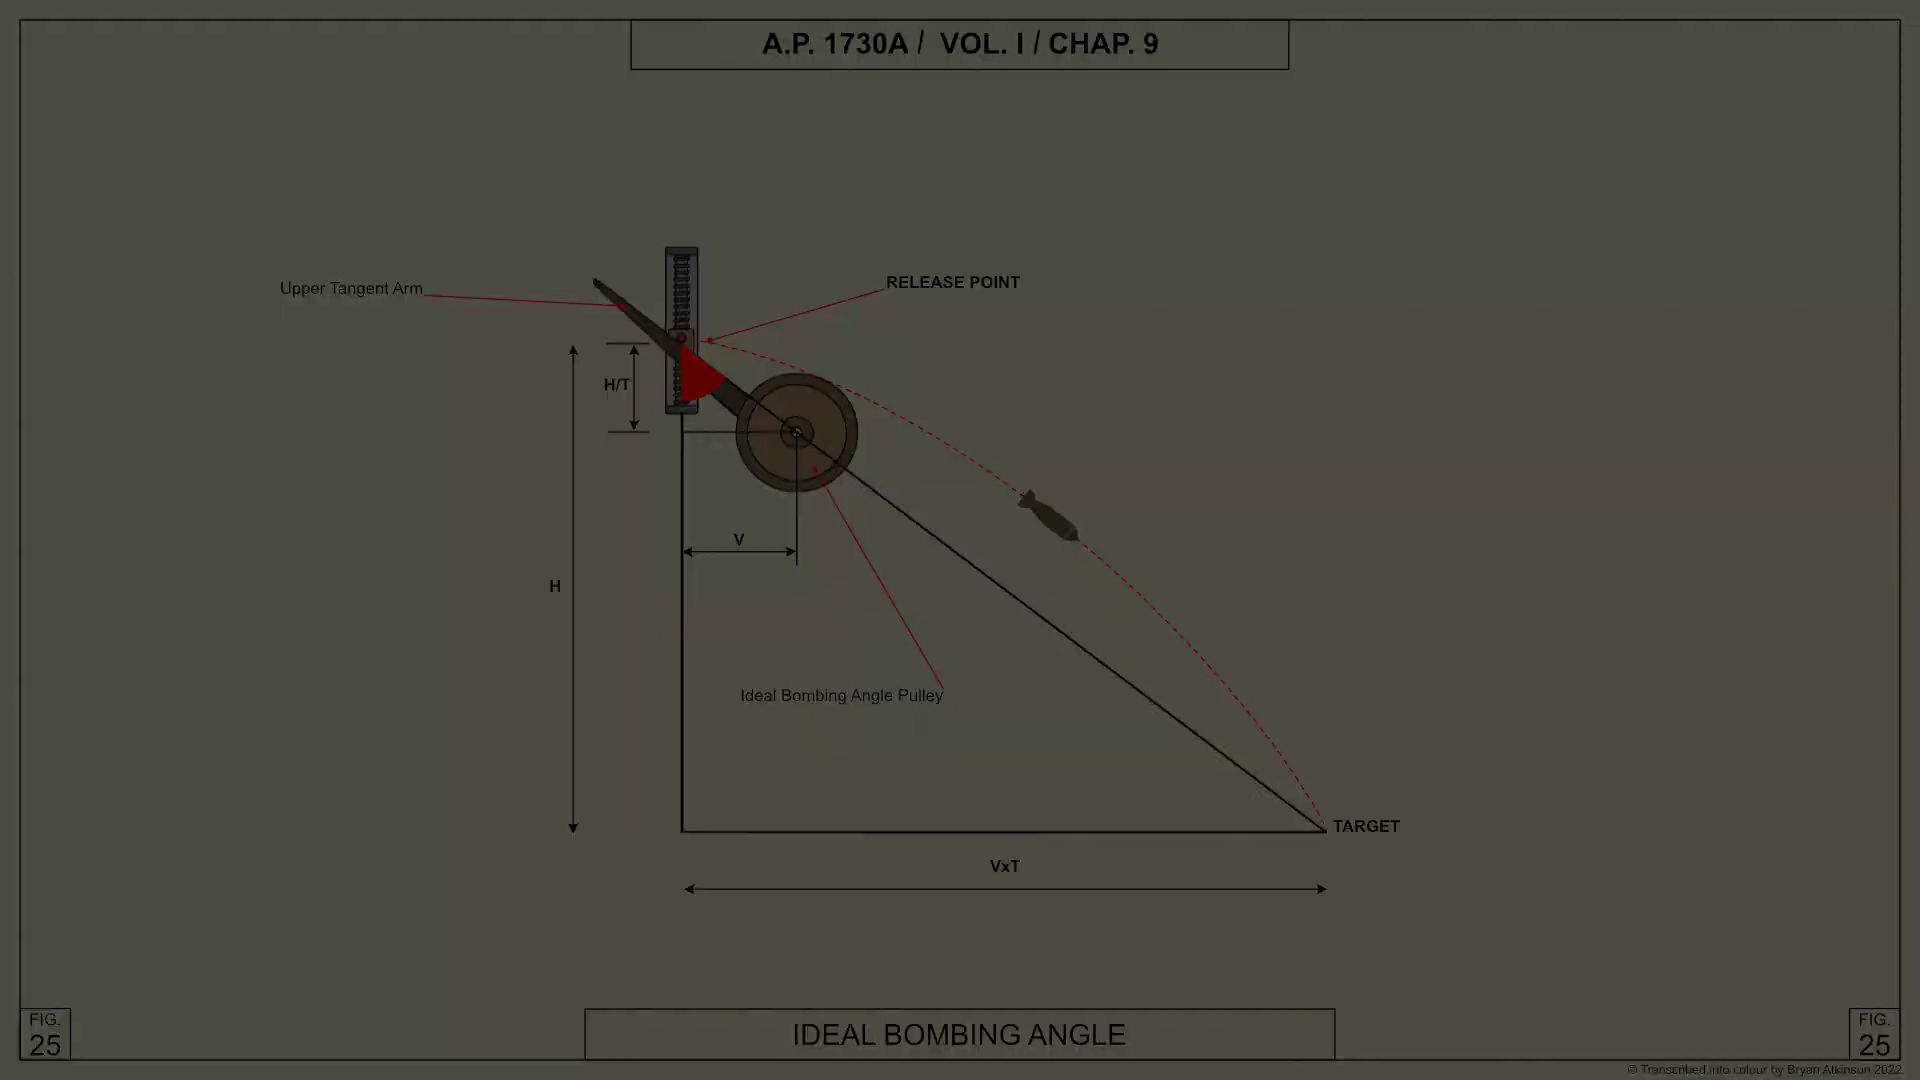 A.P. 1730A / VOL. I / CHAP. 9
Upper Tangent Arm
RELEASE POINT
H/T
V
H
Ideal Bombing Angle Pulley
TARGET
VxT
FIG.
25
IDEAL BOMBING ANGLE
FIG.
25
© Transcribed into colour by Bryan Atkinson 2022